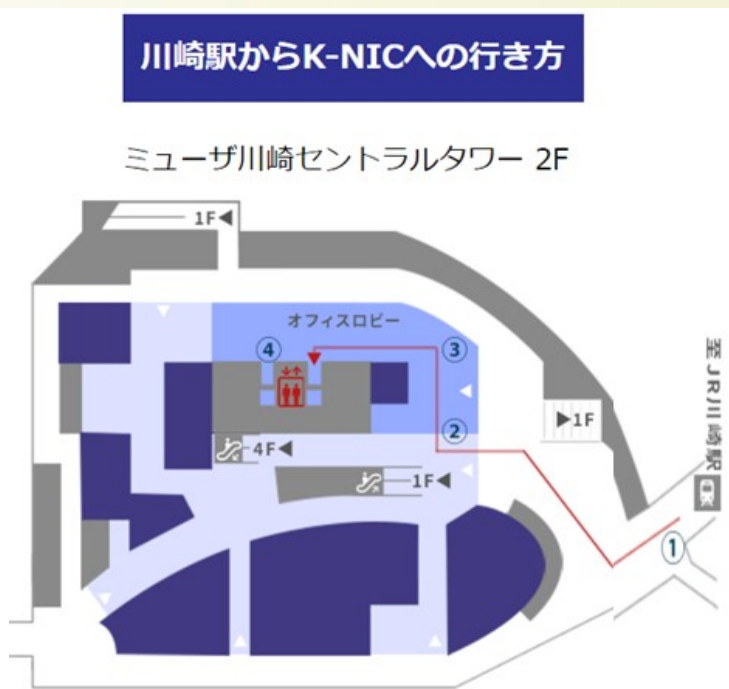 川崎駅からK-NICへの行き方
ミューザ川崎セントラルタワー 2F
1F◀
オフィスロビー
④
③
至JR川崎駅
▶1F
②
4F◀
1F◀
①